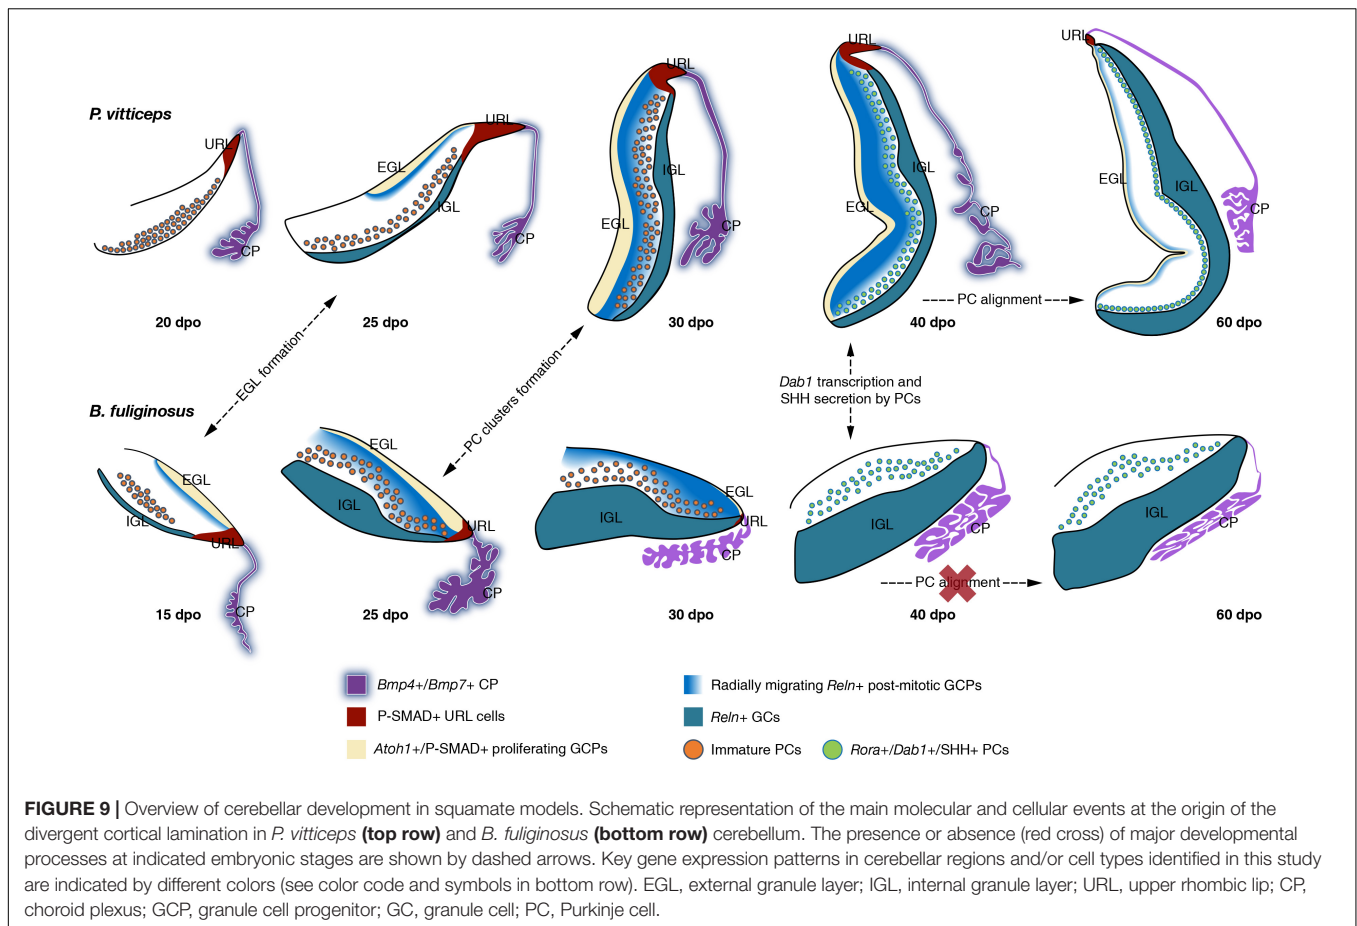 P. vitticeps
URL
CP
20 dpo
URL
EGL
IGL
CP
25 dpo
URL
IGL
EGL
CP
30 dpo
URL
IGL
EGL
CP
40 dpo
PC alignment
URL
EGL
IGL
CP
60 dpo
EGL formation
PC clusters formation
Dab1 transcription and
SHH secretion by PCs
B. fuliginosus
EGL
IGL
URL
CP
15 dpo
EGL
IGL
URL
CP
25 dpo
EGL
IGL
URL
CP
30 dpo
IGL
CP
PC alignment
40 dpo
IGL
CP
60 dpo
Bmp4+/Bmp7+ CP
P-SMAD+ URL cells
Atoh1+/P-SMAD+ proliferating GCPs
Radially migrating Reln+ post-mitotic GCPs
Reln+ GCs
Immature PCs
Rora+/Dab1+/SHH+ PCs
FIGURE 9 | Overview of cerebellar development in squamate models. Schematic representation of the main molecular and cellular events at the origin of the
divergent cortical lamination in P. vitticeps (top row) and B. fuliginosus (bottom row) cerebellum. The presence or absence (red cross) of major developmental
processes at indicated embryonic stages are shown by dashed arrows. Key gene expression patterns in cerebellar regions and/or cell types identified in this study
are indicated by different colors (see color code and symbols in bottom row). EGL, external granule layer; IGL, internal granule layer; URL, upper rhombic lip; CP,
choroid plexus; GCP, granule cell progenitor; GC, granule cell; PC, Purkinje cell.